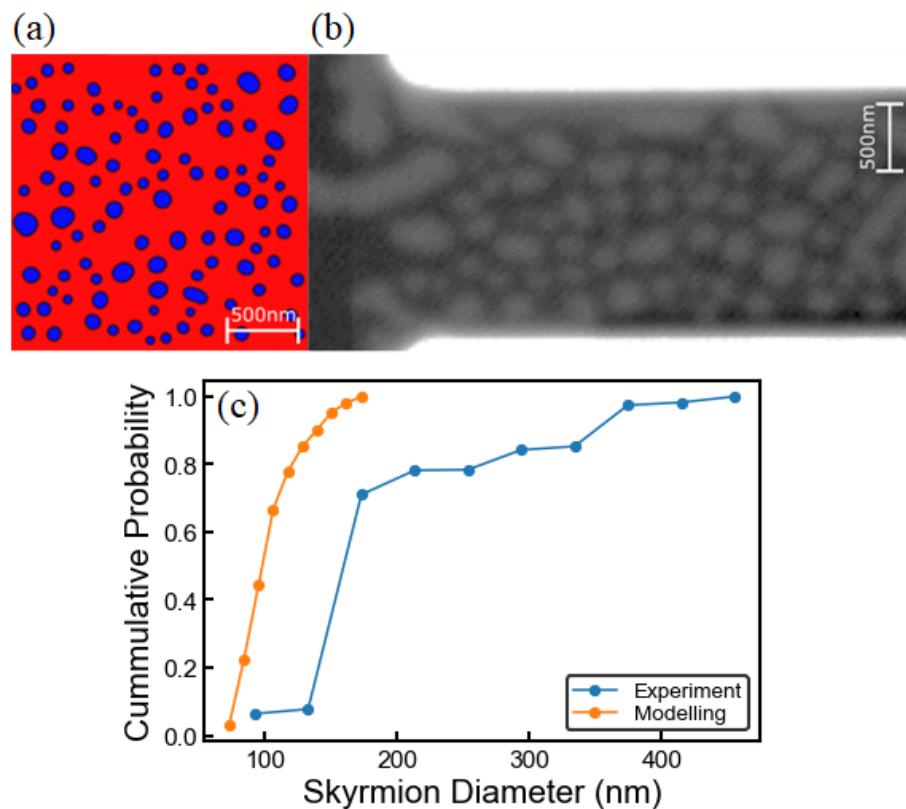 (a)
(b)
500nm
500nm
(c)
Cummulative Probability
1.0
0.8
0.6
0.4
0.2
0.0
100
200
300
400
Experiment
Modelling
Skyrmion Diameter (nm)